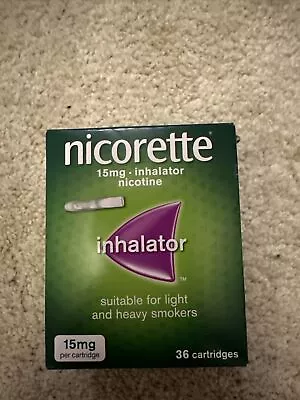 nicorette®
15mg · inhalator
nicotine
inhalator
TM
suitable for light
and heavy smokers
15mg
per cartridge
36 cartridges